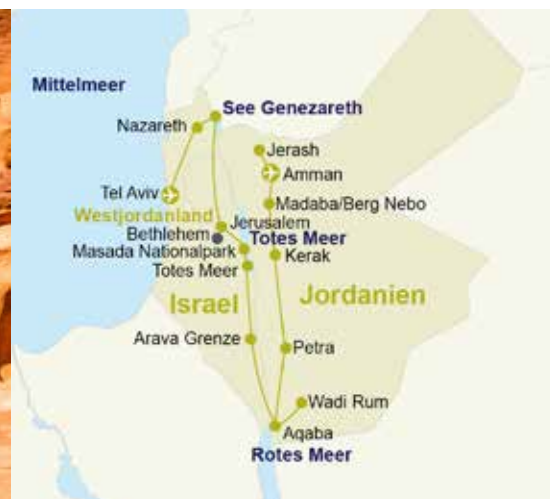 Mittelmeer
See Genezareth
Nazareth
Jerash
Amman
Tel Aviv
Madaba/Berg Nebo
Westjordanland
Jerusalem
Bethlehem
Totes Meer
Masada Nationalpark
Kerak
Totes Meer
Israel
Jordanien
Arava Grenze
Petra
Wadi Rum
Aqaba
Rotes Meer